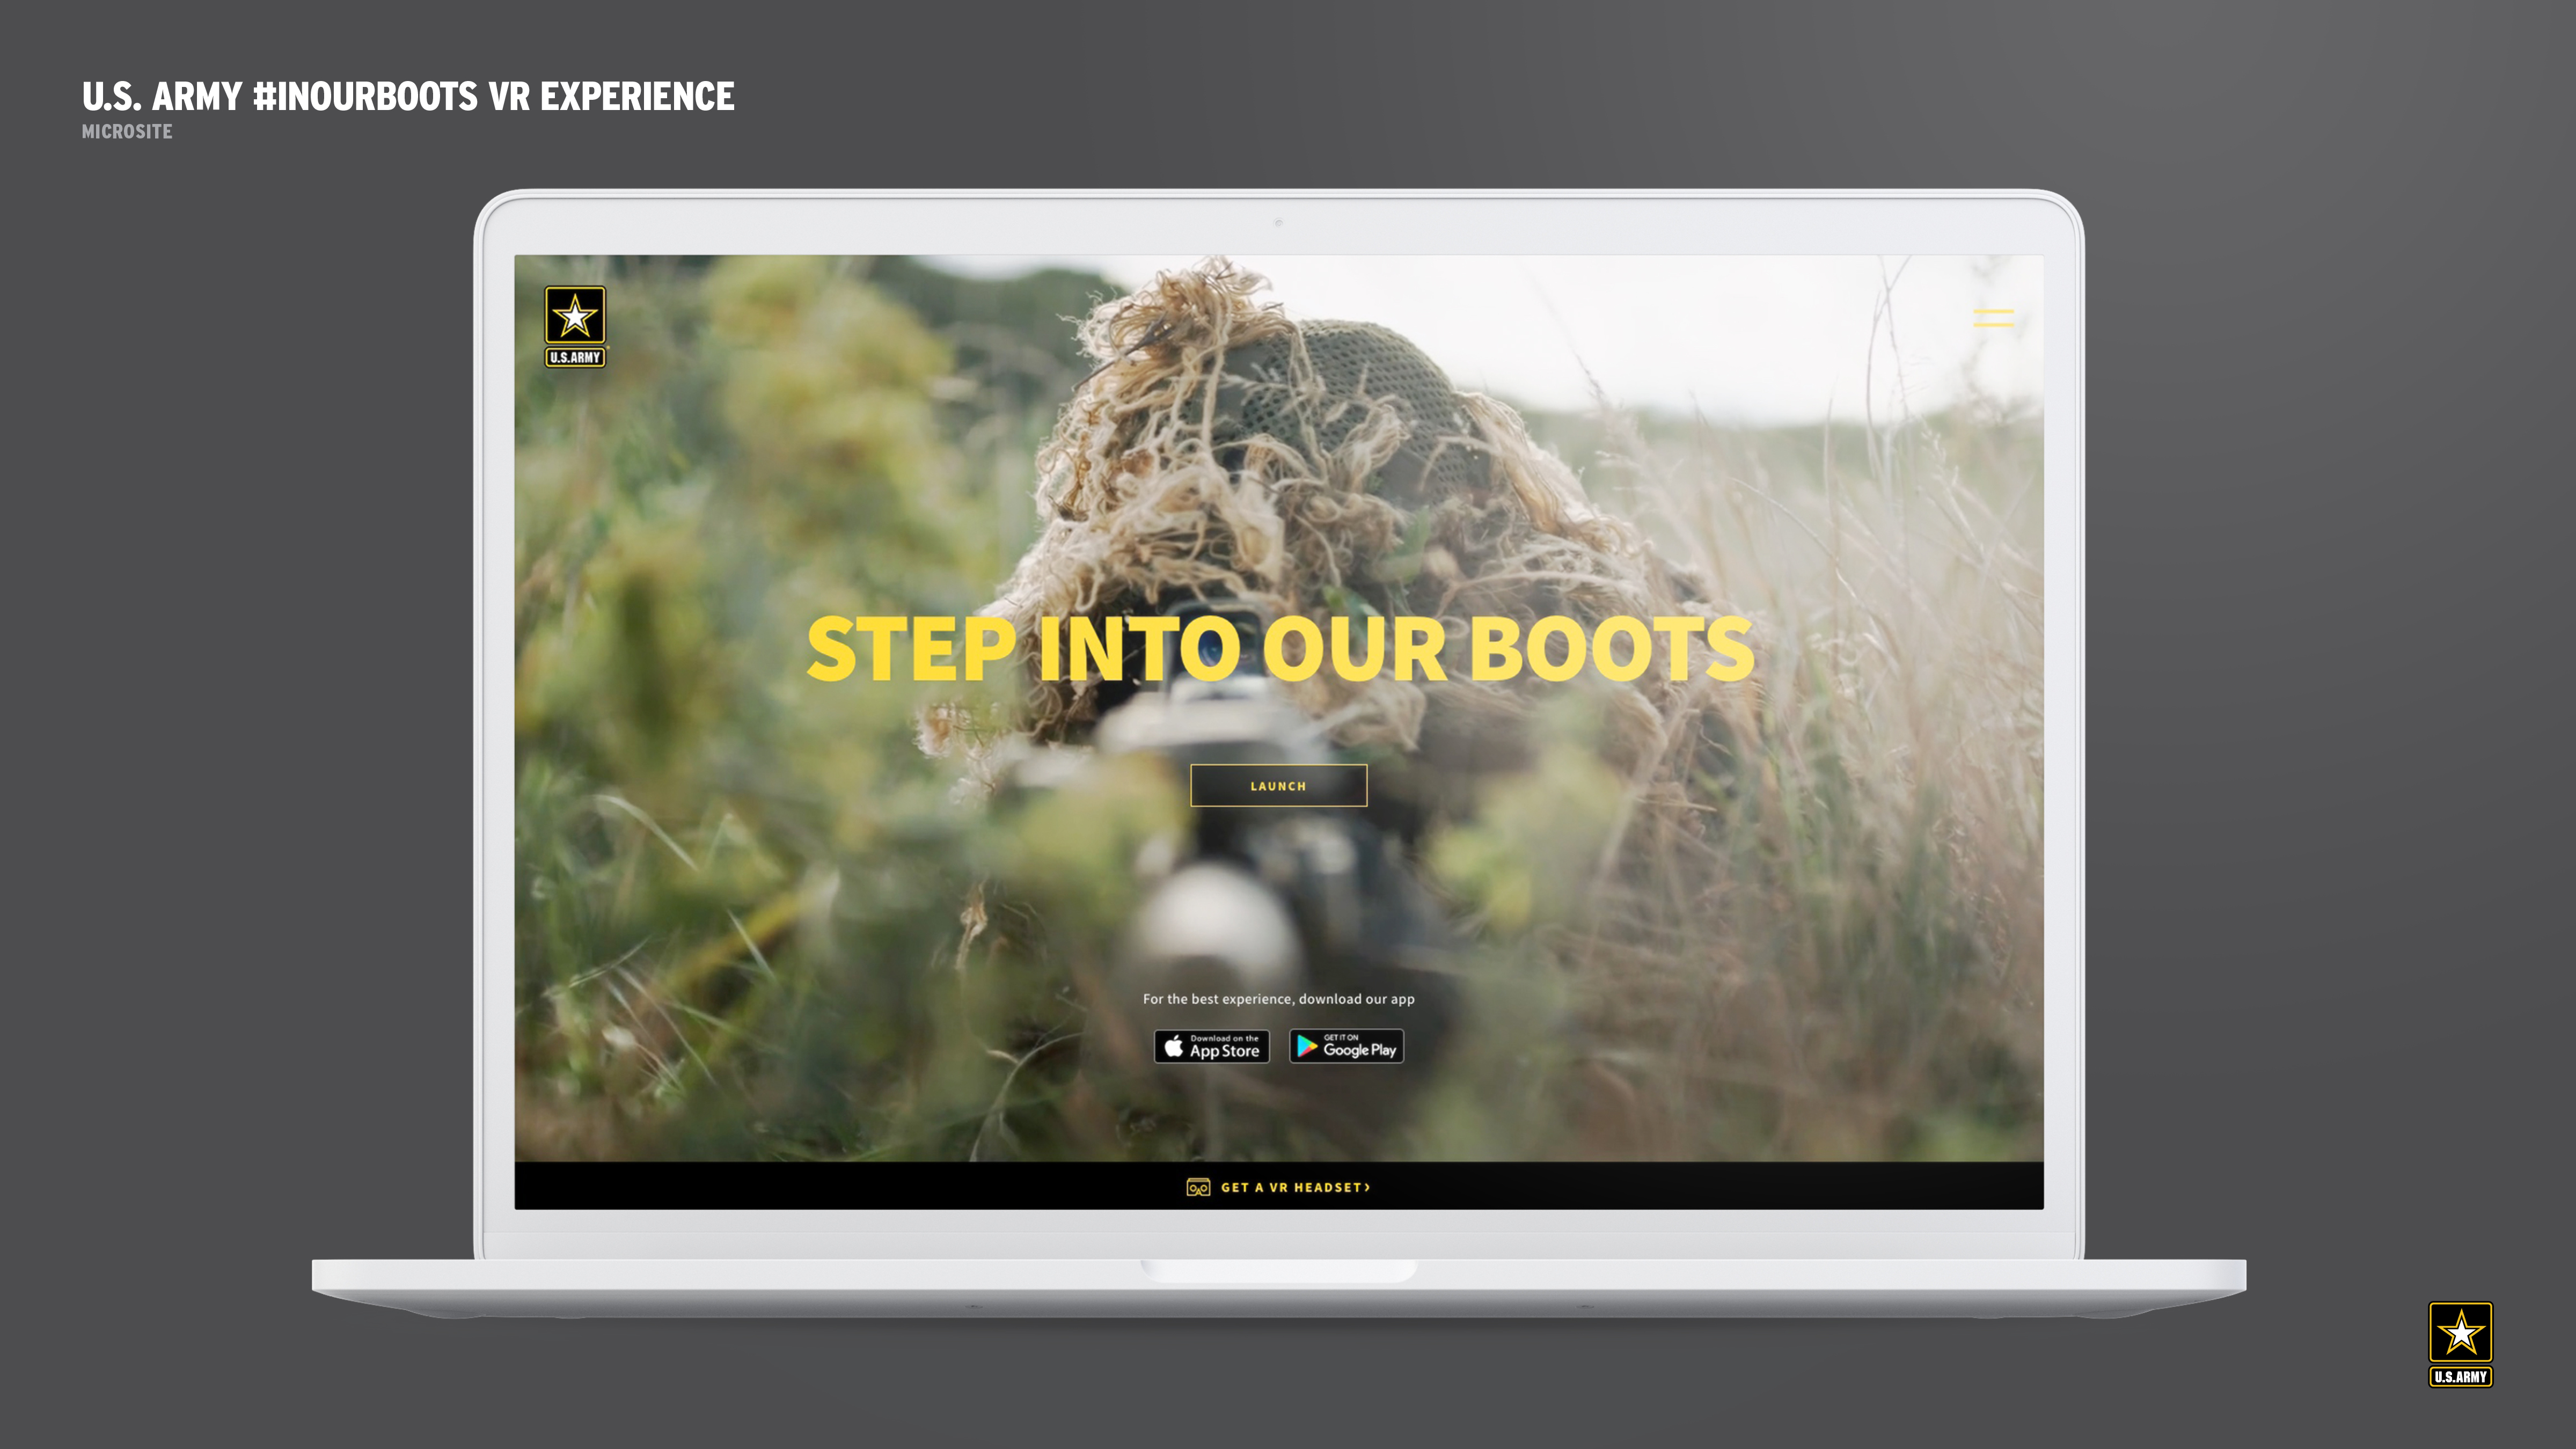 U.S. ARMY #INOURBOOTS VR EXPERIENCE
MICROSITE
U.S.ARMY
STEP INTO OUR BOOTS
LAUNCH
For the best experience, download our app
Download on the
App Store
GET IT ON
Google Play
GET A VR HEADSET›
U.S.ARMY